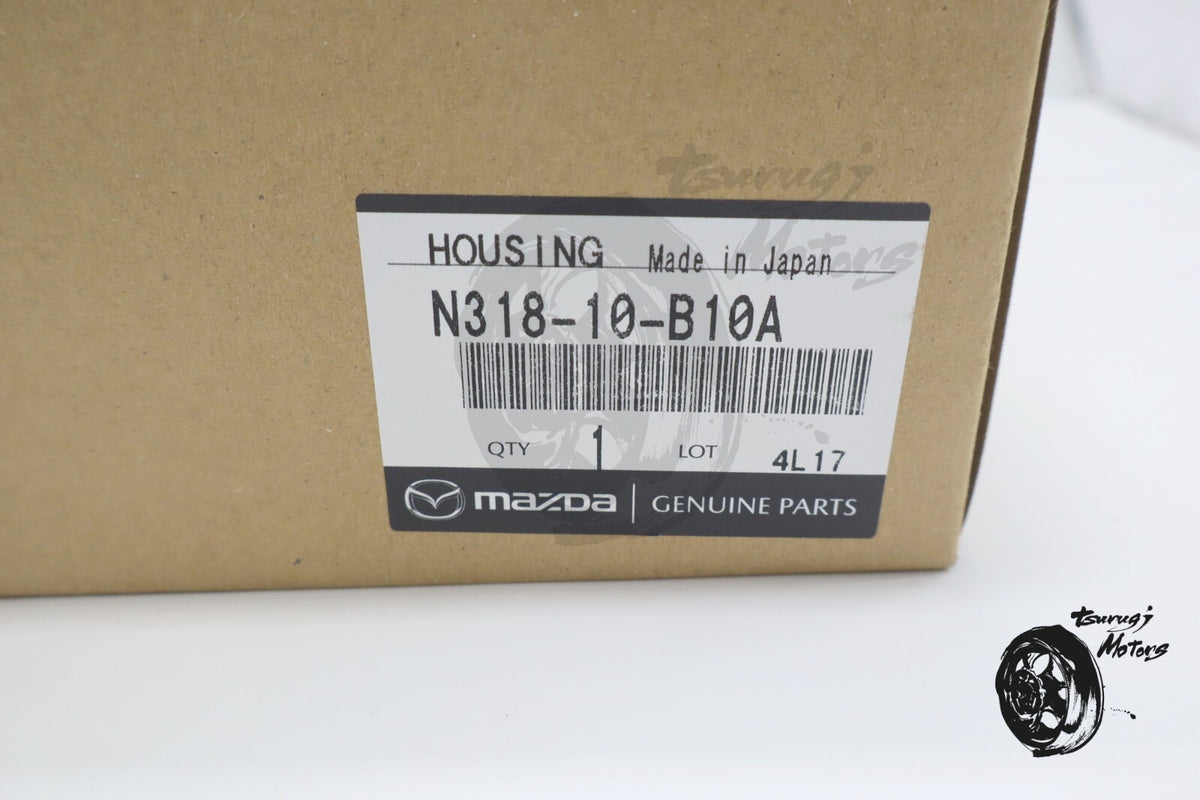 tsurugi
Motors
HOUSING Made in Japan
N318-10-B10A
QTY 1 LOT 4L17
mazda GENUINE PARTS
tsurugi
Motors